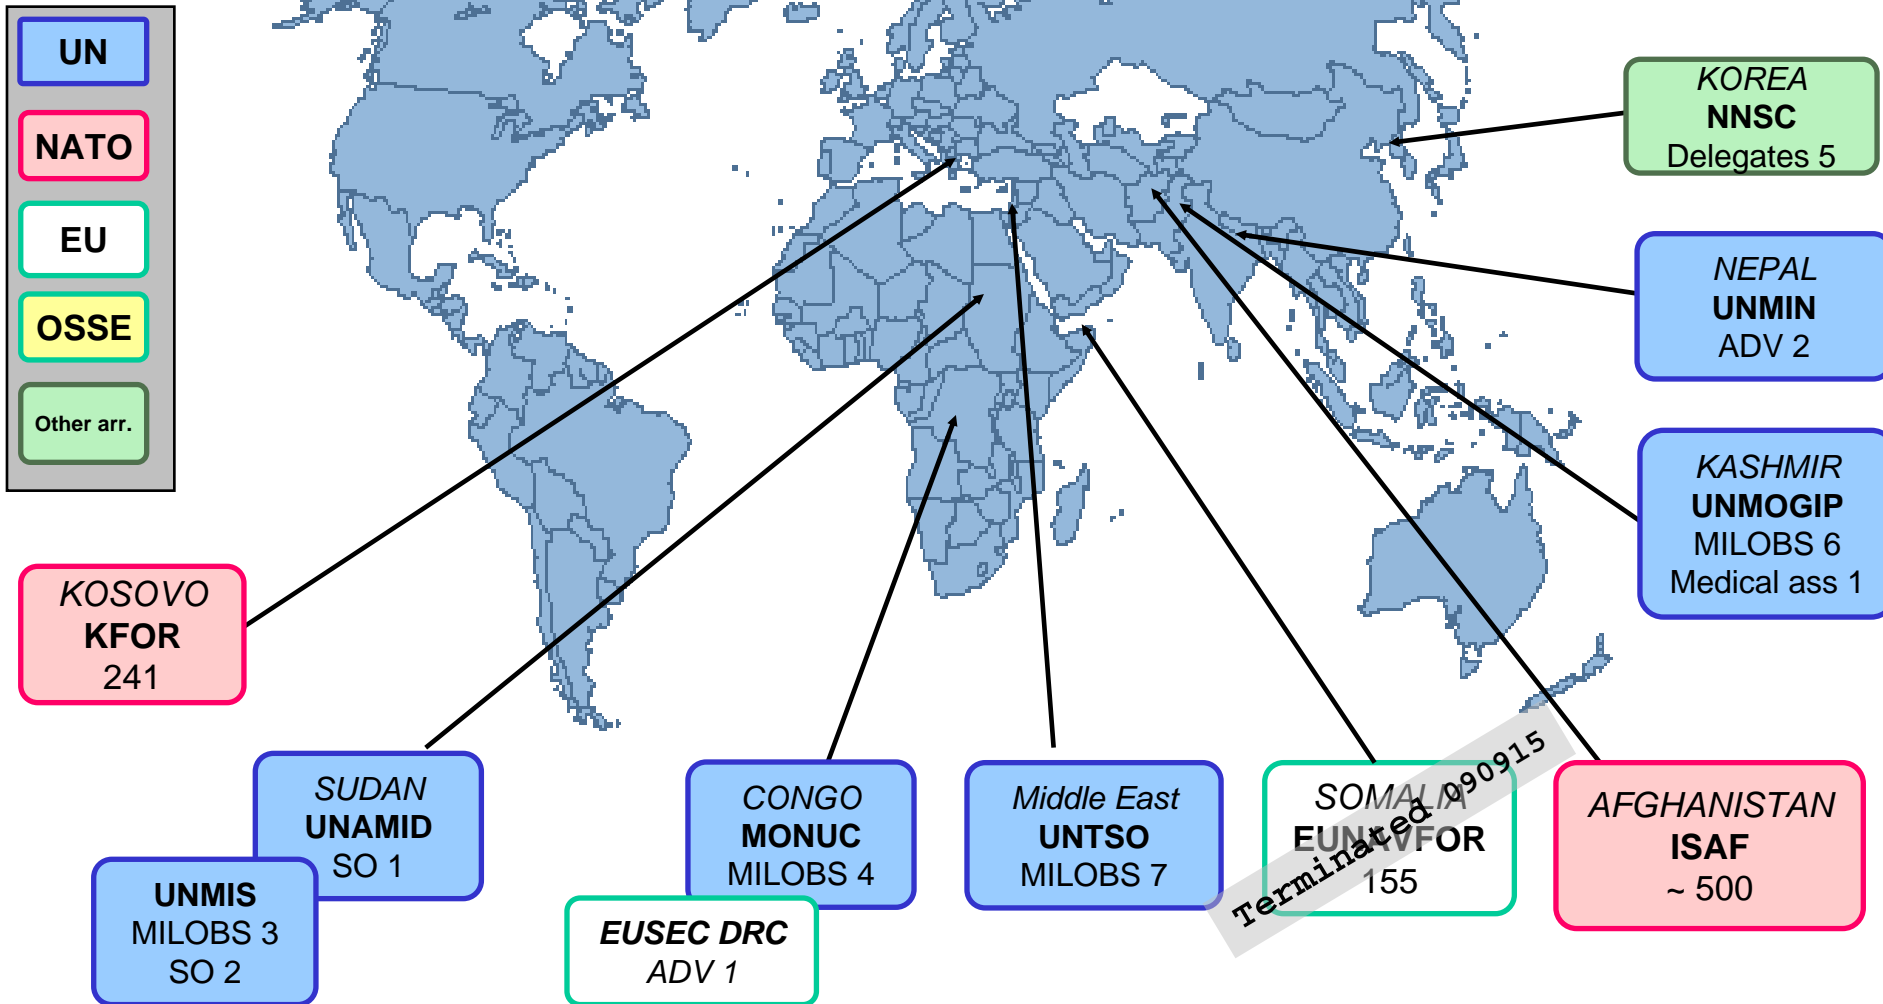 UN
NATO
EU
OSSE
Other arr.
KOREA
NNSC
Delegates 5
NEPAL
UNMIN
ADV 2
KASHMIR
UNMOGIP
MILOBS 6
Medical ass 1
KOSOVO
KFOR
241
SUDAN
UNAMID
SO 1
UNMIS
MILOBS 3
SO 2
CONGO
MONUC
MILOBS 4
EUSEC DRC
ADV 1
Middle East
UNTSO
MILOBS 7
SOMALIA
EUNAVFOR
155
Terminated 090915
AFGHANISTAN
ISAF
~ 500